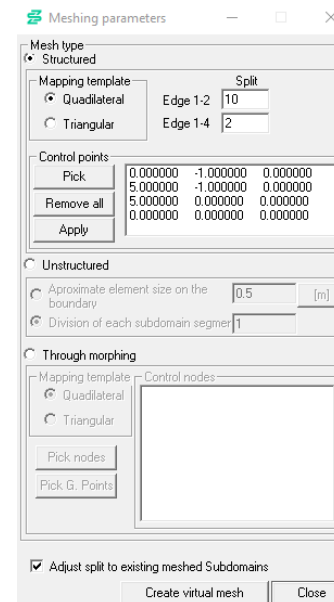 Meshing parameters
Mesh type
Structured
Mapping template
Split
Quadilateral
Edge 1-2
10
Triangular
Edge 1-4
2
Control points
Pick
Remove all
Apply
0.000000 -1.000000 0.000000
5.000000 -1.000000 0.000000
5.000000 0.000000 0.000000
0.000000 0.000000 0.000000
Unstructured
Aproximate element size on the
boundary
0.5
[m]
Division of each subdomain segmer
1
Through morphing
Mapping template
Control nodes
Quadilateral
Triangular
Pick nodes
Pick G. Points
Adjust split to existing meshed Subdomains
Create virtual mesh
Close